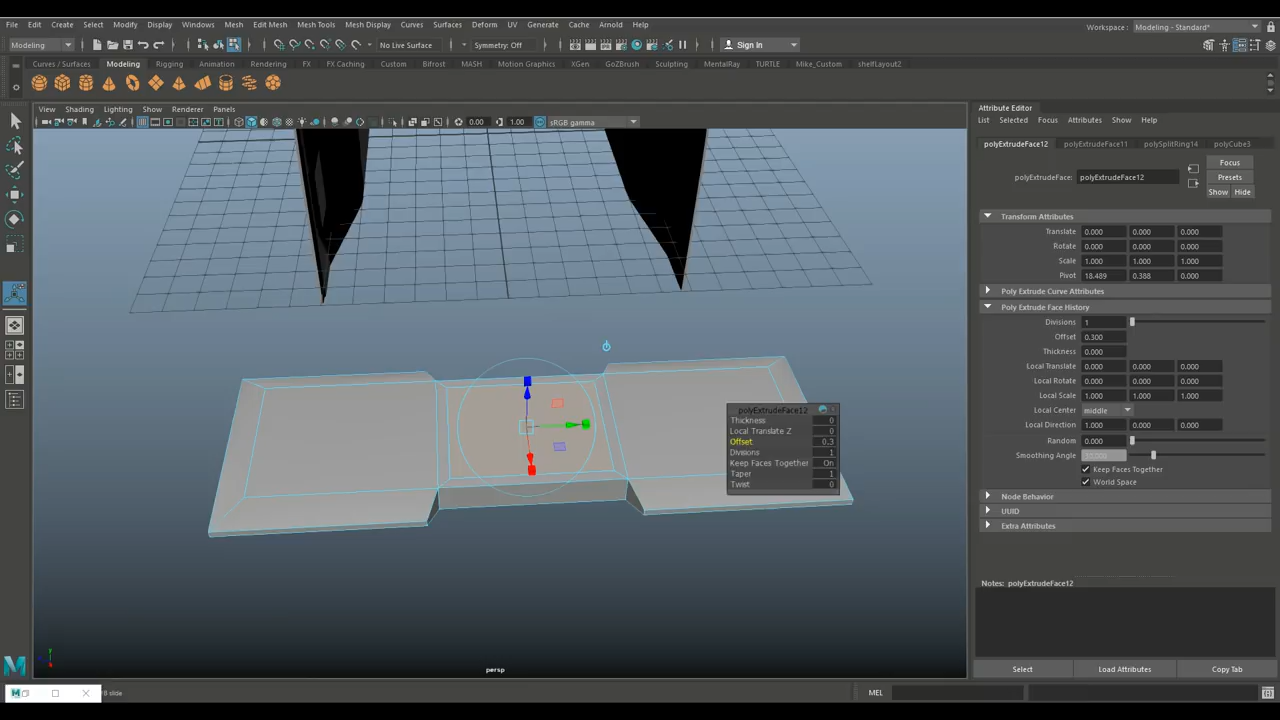 File Edit Create Select Modify Display Windows Mesh Edit Mesh Mesh Tools Mesh Display Curves Surfaces Deform UV Generate Cache Arnold Help
Workspace: Modeling - Standard*
Modeling No Live Surface Symmetry: Off Sign In
Curves / Surfaces Modeling Rigging Animation Rendering FX FX Caching Custom Bifrost MASH Motion Graphics XGen GoZBrush Sculpting MentalRay TURTLE Mike_Custom shelfLayout2
View Shading Lighting Show Renderer Panels
0.00 1.00 sRGB gamma
polyExtrudeFace12
Thickness 0
Local Translate Z 0
Offset 0.3
Divisions 1
Keep Faces Together On
Taper 1
Twist 0
persp
Attribute Editor
List Selected Focus Attributes Show Help
polyExtrudeFace12 polyExtrudeFace11 polySplitRing14 polyCube3
Focus
polyExtrudeFace: polyExtrudeFace12 Presets
Show Hide
Transform Attributes
Translate 0.000 0.000 0.000
Rotate 0.000 0.000 0.000
Scale 1.000 1.000 1.000
Pivot 18.489 0.388 0.000
Poly Extrude Curve Attributes
Poly Extrude Face History
Divisions 1
Offset 0.300
Thickness 0.000
Local Translate 0.000 0.000 0.000
Local Rotate 0.000 0.000 0.000
Local Scale 1.000 1.000 1.000
Local Center middle
Local Direction 1.000 0.000 0.000
Random 0.000
Smoothing Angle
Keep Faces Together
World Space
Node Behavior
UUID
Extra Attributes
Notes: polyExtrudeFace12
Select Load Attributes Copy Tab
slide MEL